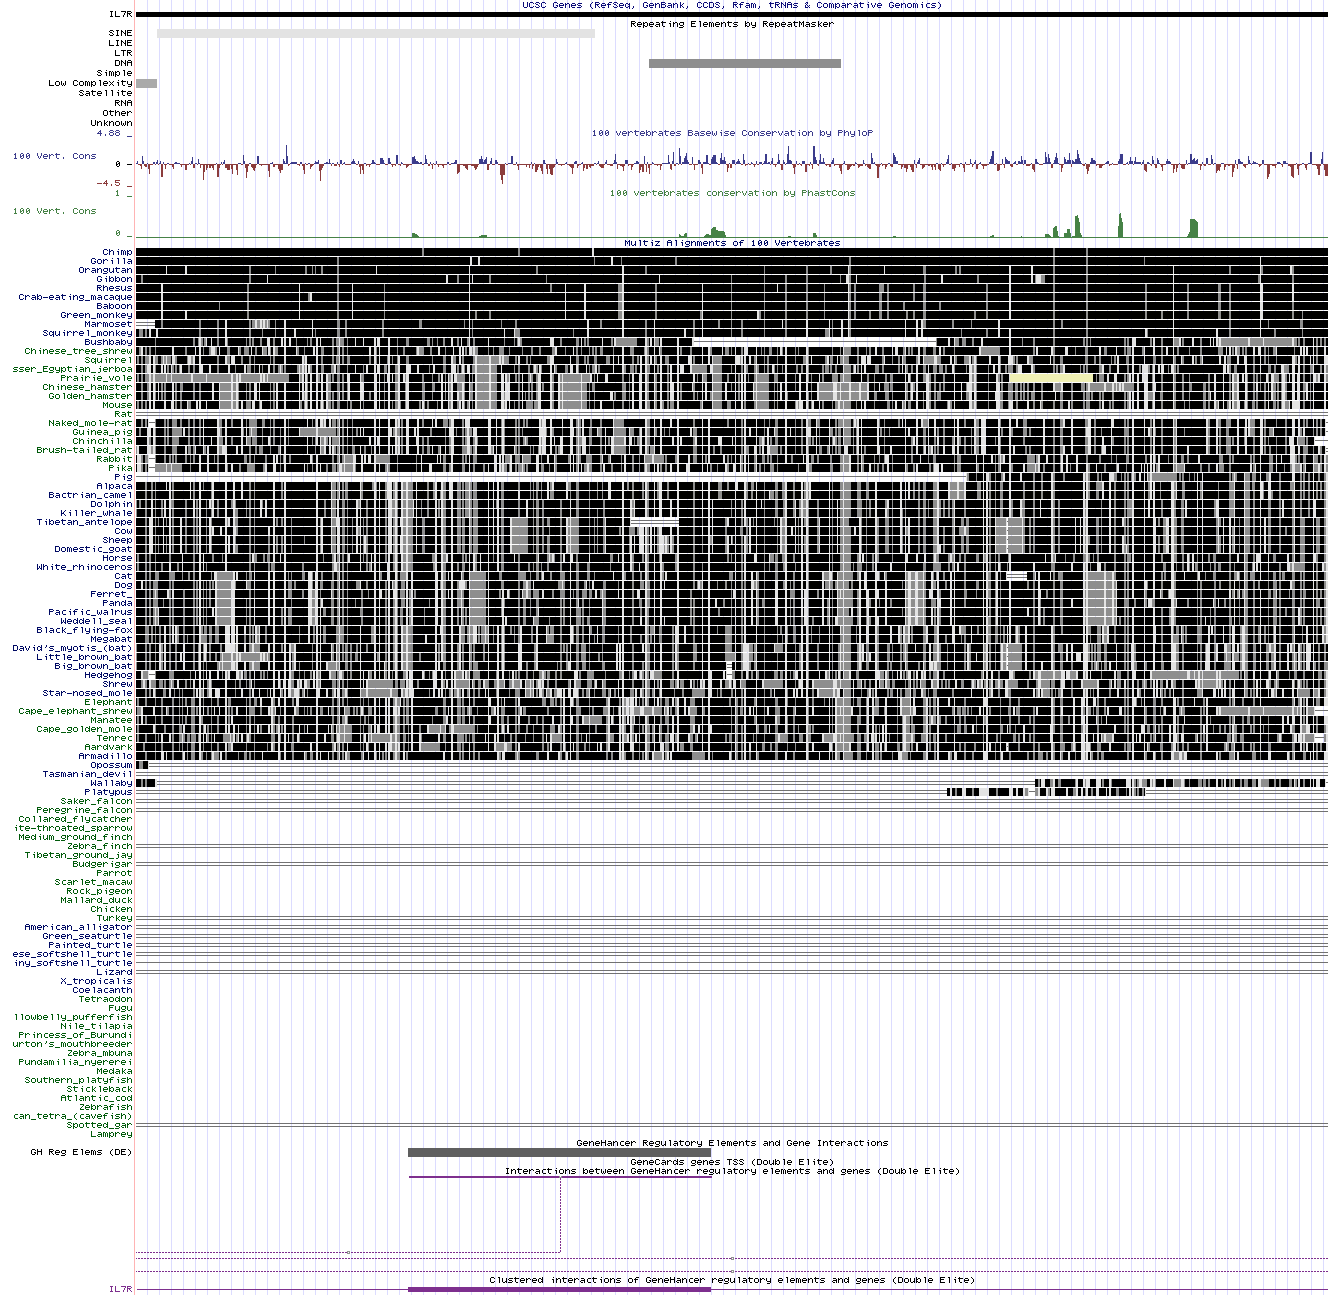 UCSC Genes (RefSeq, GenBank, CCDS, Rfam, tRNAs & Comparative Genomics)
IL7R
Repeating Elements by RepeatMasker
SINE
LINE
LTR
DNA
Simple
Low Complexity
Satellite
RNA
Other
Unknown
4.88 _
100 vertebrates Basewise Conservation by PhyloP
100 Vert. Cons
0 -
-4.5 _
100 vertebrates conservation by PhastCons
1 _
100 Vert. Cons
0 _
Multiz Alignments of 100 Vertebrates
Chimp
Gorilla
Orangutan
Gibbon
Rhesus
Crab-eating_macaque
Baboon
Green_monkey
Marmoset
Squirrel_monkey
Bushbaby
Chinese_tree_shrew
Squirrel
sser_Egyptian_jerboa
Prairie_vole
Chinese_hamster
Golden_hamster
Mouse
Rat
Naked_mole-rat
Guinea_pig
Chinchilla
Brush-tailed_rat
Rabbit
Pika
Pig
Alpaca
Bactrian_camel
Dolphin
Killer_whale
Tibetan_antelope
Cow
Sheep
Domestic_goat
Horse
White_rhinoceros
Cat
Dog
Ferret_
Panda
Pacific_walrus
Weddell_seal
Black_flying-fox
Megabat
David's_myotis_(bat)
Little_brown_bat
Big_brown_bat
Hedgehog
Shrew
Star-nosed_mole
Elephant
Cape_elephant_shrew
Manatee
Cape_golden_mole
Tenrec
Aardvark
Armadillo
Opossum
Tasmanian_devil
Wallaby
Platypus
Saker_falcon
Peregrine_falcon
Collared_flycatcher
ite-throated_sparrow
Medium_ground_finch
Zebra_finch
Tibetan_ground_jay
Budgerigar
Parrot
Scarlet_macaw
Rock_pigeon
Mallard_duck
Chicken
Turkey
American_alligator
Green_seaturtle
Painted_turtle
ese_softshell_turtle
iny_softshell_turtle
Lizard
X_tropicalis
Coelacanth
Tetraodon
Fugu
llowbelly_pufferfish
Nile_tilapia
Princess_of_Burundi
urton's_mouthbreeder
Zebra_mbuna
Pundamilia_nyererei
Medaka
Southern_platyfish
Stickleback
Atlantic_cod
Zebrafish
can_tetra_(cavefish)
Spotted_gar
Lamprey
GeneHancer Regulatory Elements and Gene Interactions
GH Reg Elems (DE)
GeneCards genes TSS (Double Elite)
Interactions between GeneHancer regulatory elements and genes (Double Elite)
Clustered interactions of GeneHancer regulatory elements and genes (Double Elite)
IL7R